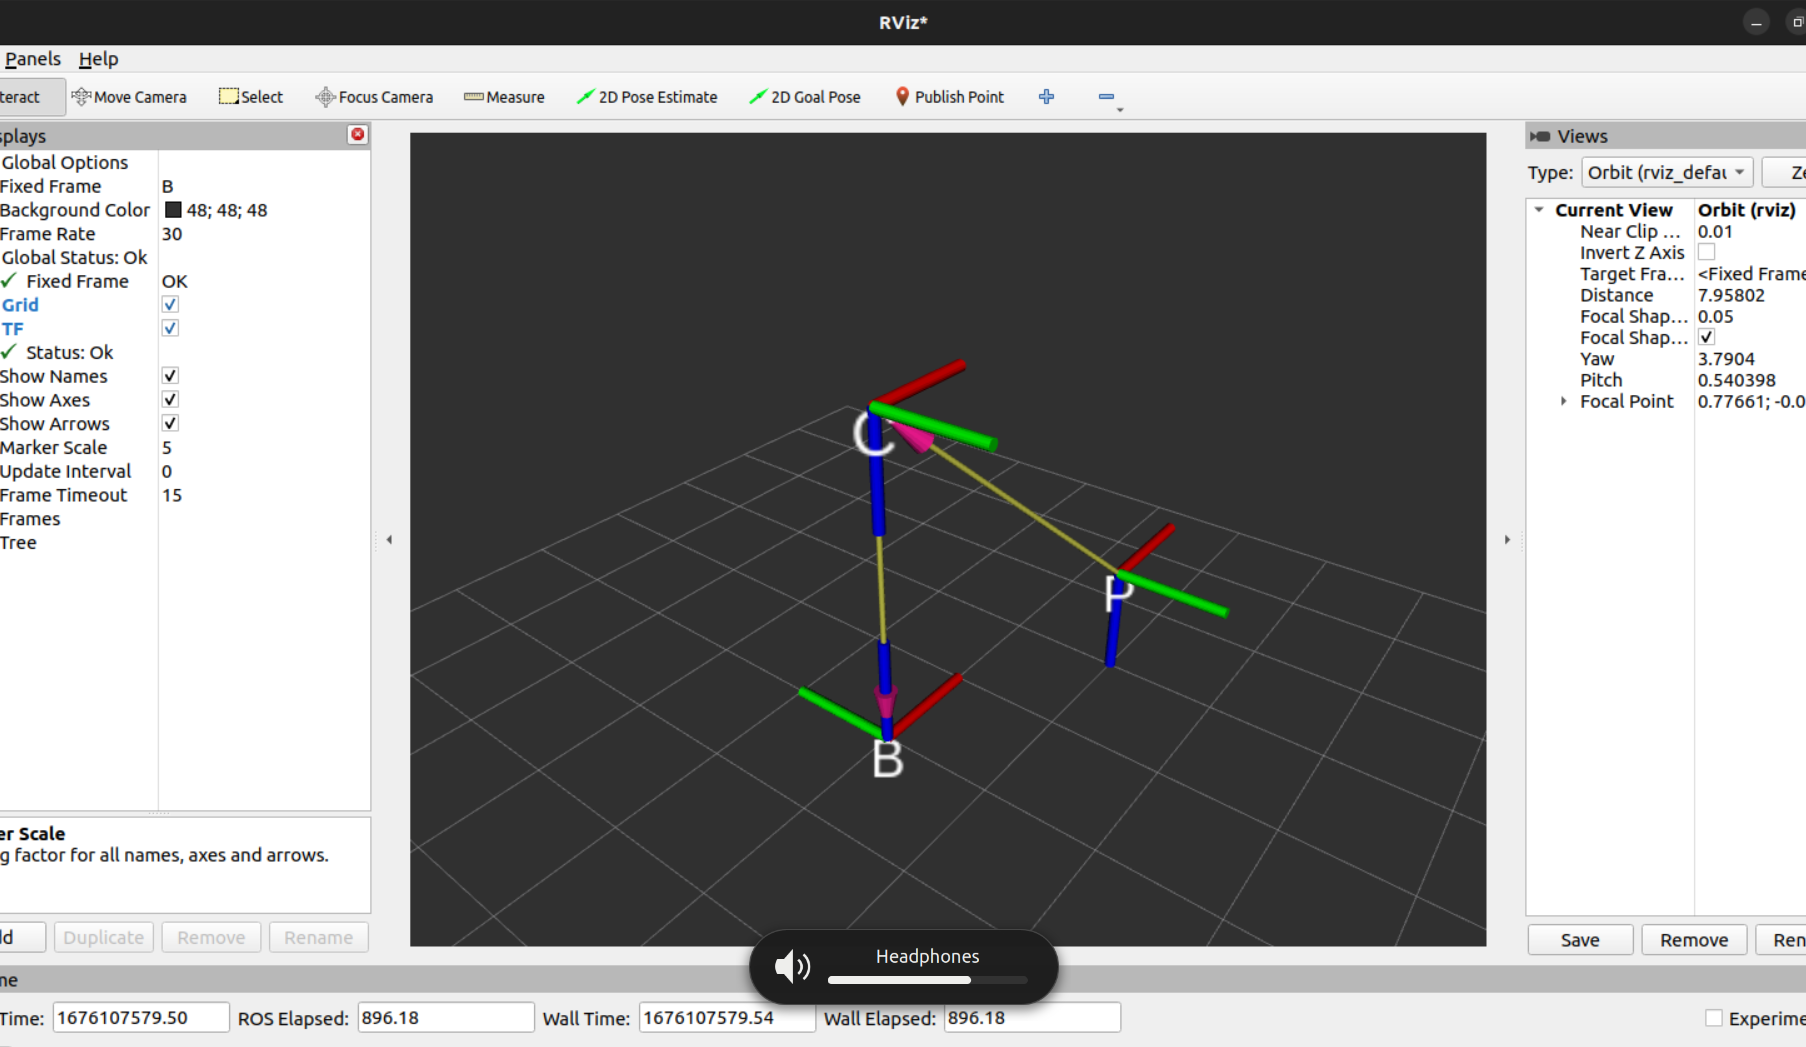 RViz*
Panels Help
teract Move Camera Select Focus Camera Measure 2D Pose Estimate 2D Goal Pose Publish Point
splays
Global Options
Fixed Frame B
Background Color 48; 48; 48
Frame Rate 30
Global Status: Ok
Fixed Frame OK
Grid
TF
Status: Ok
Show Names
Show Axes
Show Arrows
Marker Scale 5
Update Interval 0
Frame Timeout 15
Frames
Tree
er Scale
g factor for all names, axes and arrows.
dd Duplicate Remove Rename
C
P
B
Views
Type: Orbit (rviz_defau Ze
Current View Orbit (rviz)
Near Clip ... 0.01
Invert Z Axis
Target Fra... <Fixed Frame
Distance 7.95802
Focal Shap... 0.05
Focal Shap...
Yaw 3.7904
Pitch 0.540398
Focal Point 0.77661; -0.0
Save Remove Ren
Headphones
me
Time: 1676107579.50 ROS Elapsed: 896.18 Wall Time: 1676107579.54 Wall Elapsed: 896.18 Experime